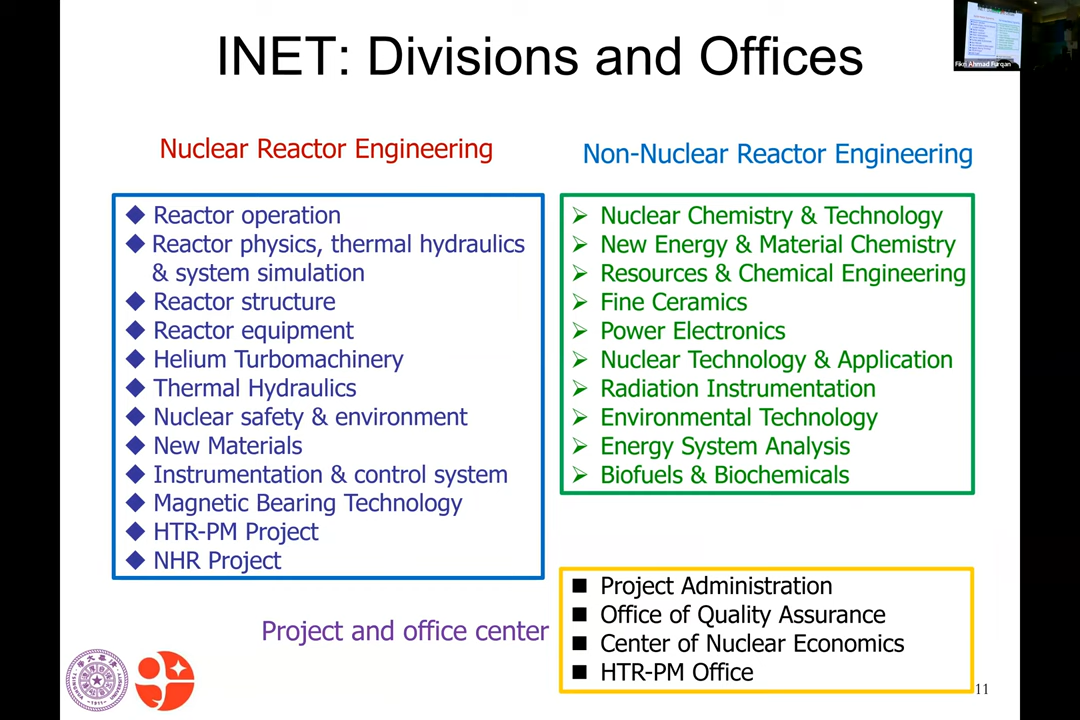 INET: Divisions and Offices
Fikri Ahmad Furqan
Nuclear Reactor Engineering
Non-Nuclear Reactor Engineering
Reactor operation
Reactor physics, thermal hydraulics
& system simulation
Reactor structure
Reactor equipment
Helium Turbomachinery
Thermal Hydraulics
Nuclear safety & environment
New Materials
Instrumentation & control system
Magnetic Bearing Technology
HTR-PM Project
NHR Project
Nuclear Chemistry & Technology
New Energy & Material Chemistry
Resources & Chemical Engineering
Fine Ceramics
Power Electronics
Nuclear Technology & Application
Radiation Instrumentation
Environmental Technology
Energy System Analysis
Biofuels & Biochemicals
Project and office center
Project Administration
Office of Quality Assurance
Center of Nuclear Economics
HTR-PM Office
11